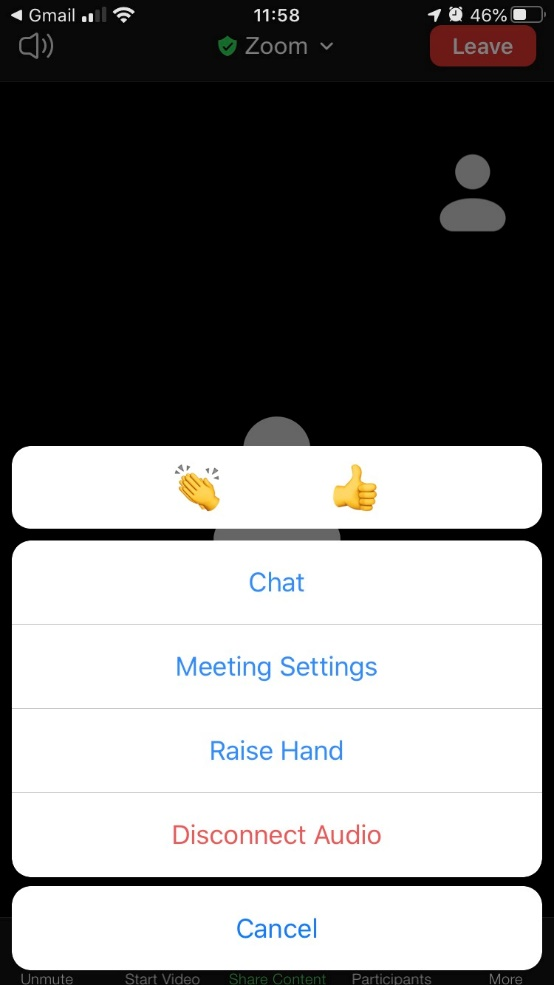 Gmail 11:58 46%
Zoom Leave
Chat
Meeting Settings
Raise Hand
Disconnect Audio
Cancel
Unmute Start Video Share Content Participants More